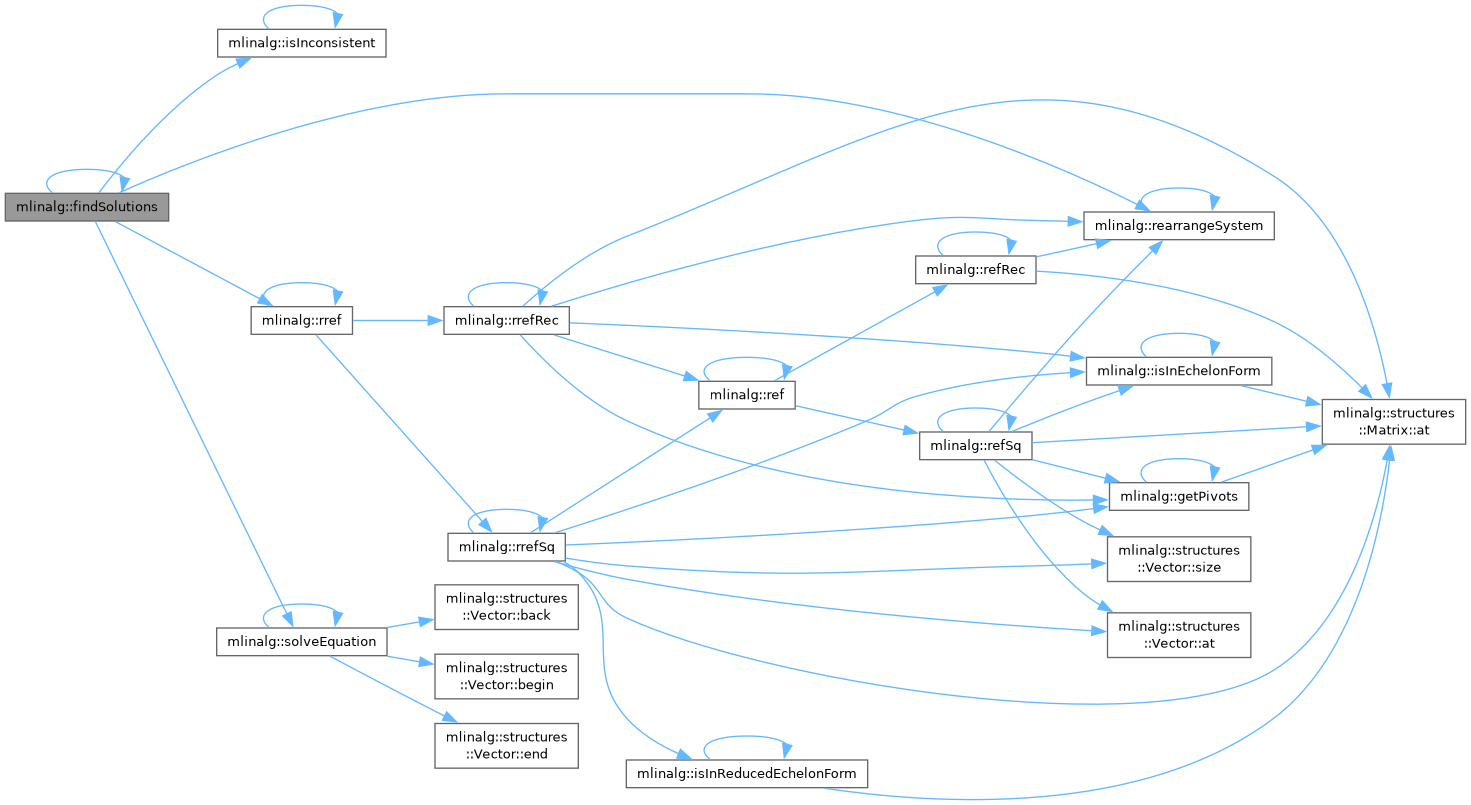 mlinalg::isInconsistent
mlinalg::findSolutions
mlinalg::rearrangeSystem
mlinalg::refRec
mlinalg::rref
mlinalg::rrefRec
mlinalg::isInEchelonForm
mlinalg::ref
mlinalg::structures
::Matrix::at
mlinalg::refSq
mlinalg::getPivots
mlinalg::rrefSq
mlinalg::structures
::Vector::size
mlinalg::structures
::Vector::back
mlinalg::structures
::Vector::at
mlinalg::solveEquation
mlinalg::structures
::Vector::begin
mlinalg::structures
::Vector::end
mlinalg::isInReducedEchelonForm